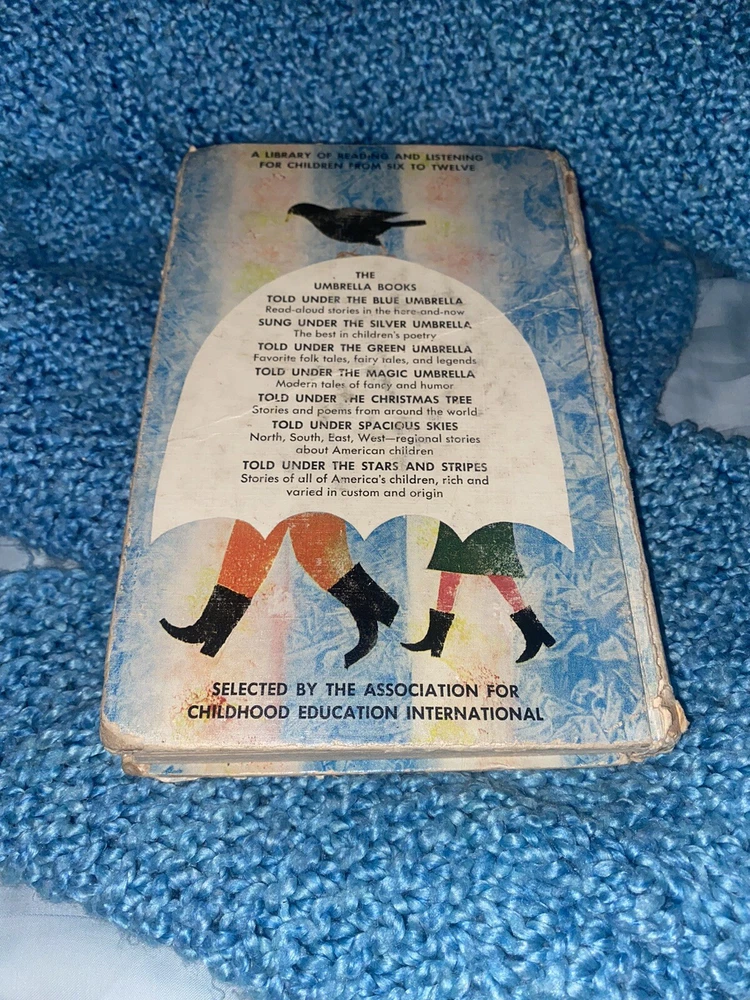 A LIBRARY OF READING AND LISTENING
FOR CHILDREN FROM SIX TO TWELVE
THE
UMBRELLA BOOKS
TOLD UNDER THE BLUE UMBRELLA
Read-aloud stories in the here-and-now
SUNG UNDER THE SILVER UMBRELLA
The best in children's poetry
TOLD UNDER THE GREEN UMBRELLA
Favorite folk tales, fairy tales, and legends
TOLD UNDER THE MAGIC UMBRELLA
Modern tales of fancy and humor
TOLD UNDER THE CHRISTMAS TREE
Stories and poems from around the world
TOLD UNDER SPACIOUS SKIES
North, South, East, West—regional stories
about American children
TOLD UNDER THE STARS AND STRIPES
Stories of all of America's children, rich and
varied in custom and origin
SELECTED BY THE ASSOCIATION FOR
CHILDHOOD EDUCATION INTERNATIONAL